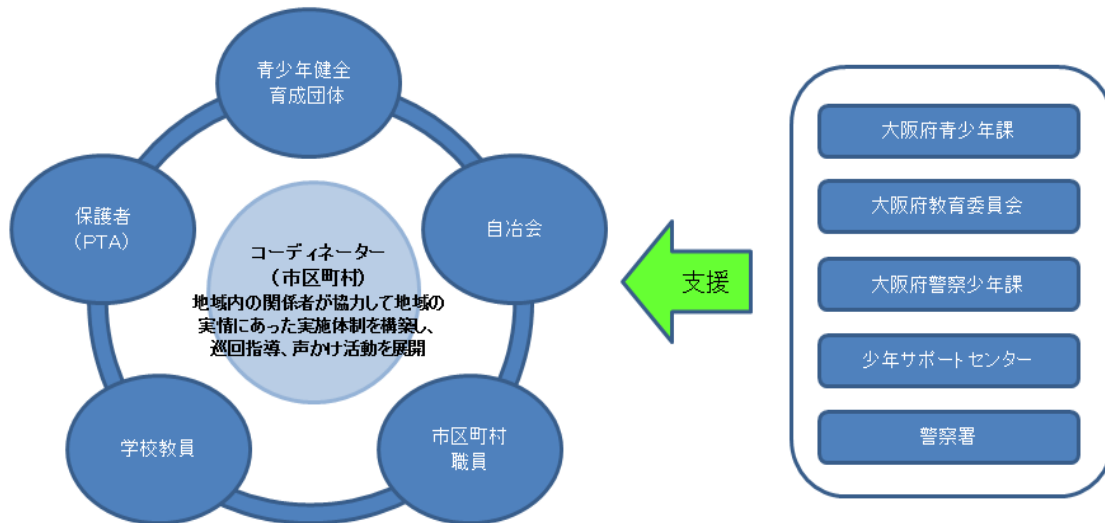 青少年健全
育成団体
保護者
(PTA)
自治会
コーディネーター
(市区町村)
地域内の関係者が協力して地域の
実情にあった実施体制を構築し、
巡回指導、声かけ活動を展開
学校教員
市区町村
職員
支援
大阪府青少年課
大阪府教育委員会
大阪府警察少年課
少年サポートセンター
警察署